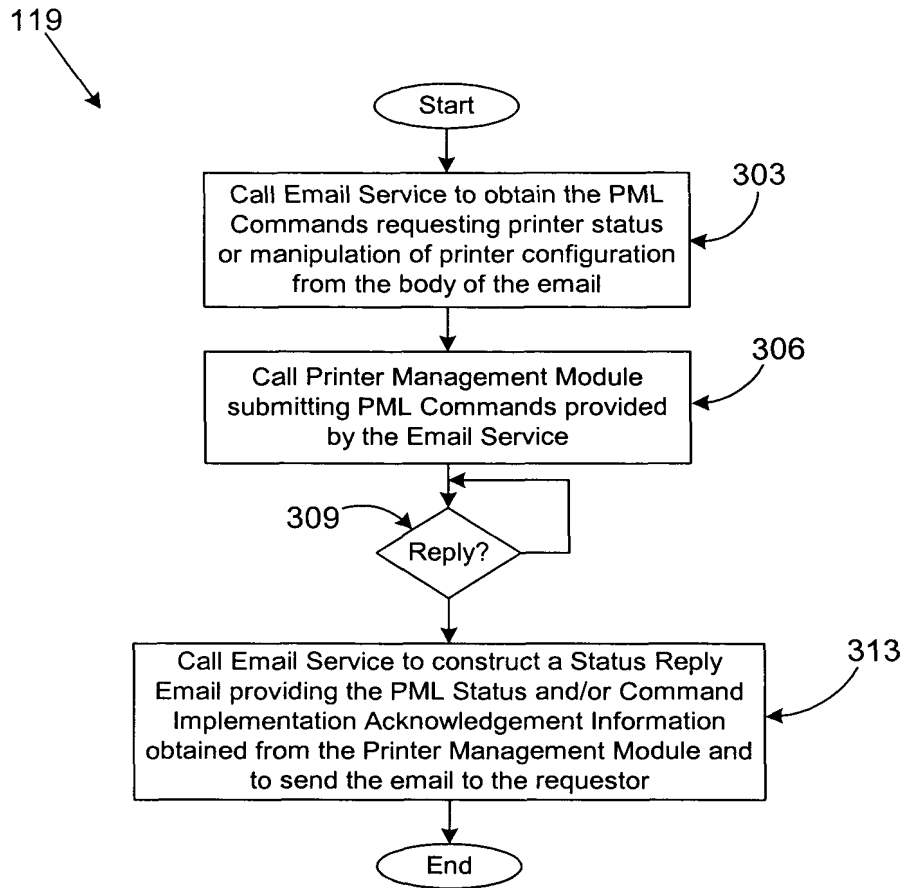 119
Start
Call Email Service to obtain the PML
Commands requesting printer status
or manipulation of printer configuration
from the body of the email
303
Call Printer Management Module
submitting PML Commands provided
by the Email Service
306
309
Reply?
Call Email Service to construct a Status Reply
Email providing the PML Status and/or Command
Implementation Acknowledgement Information
obtained from the Printer Management Module and
to send the email to the requestor
313
End